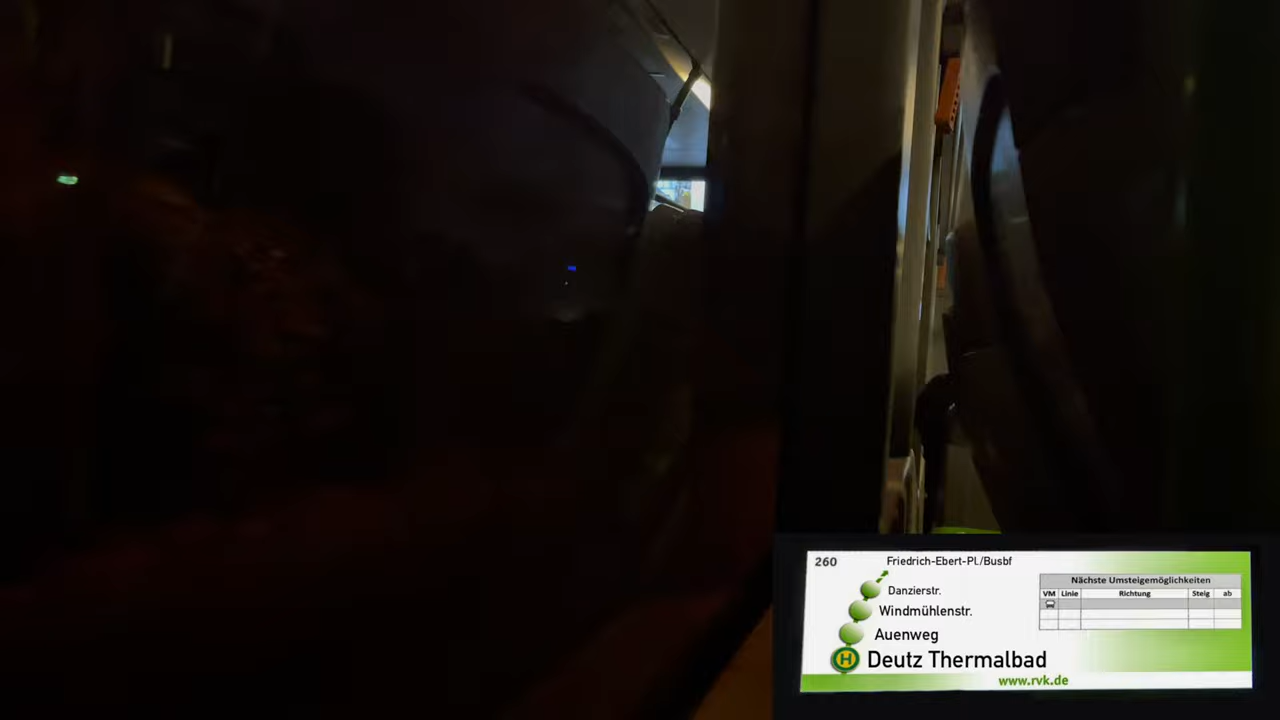 260 Friedrich-Ebert-Pl./Busbf
Danzierstr.
Windmühlenstr.
Auenweg
H Deutz Thermalbad
Nächste Umsteigemöglichkeiten
VM Linie Richtung Steig ab
www.rvk.de